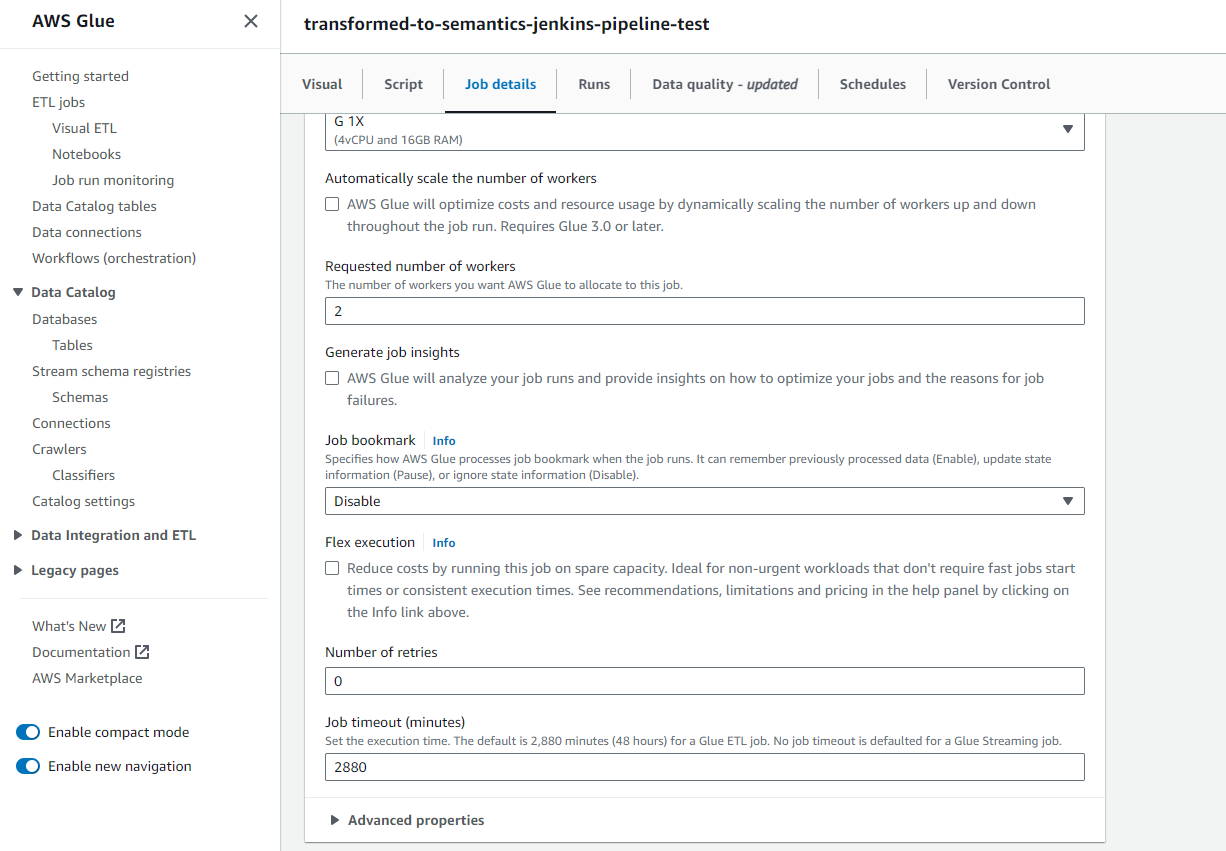 AWS Glue
Getting started
ETL jobs
Visual ETL
Notebooks
Job run monitoring
Data Catalog tables
Data connections
Workflows (orchestration)
Data Catalog
Databases
Tables
Stream schema registries
Schemas
Connections
Crawlers
Classifiers
Catalog settings
Data Integration and ETL
Legacy pages
What's New
Documentation
AWS Marketplace
Enable compact mode
Enable new navigation
transformed-to-semantics-jenkins-pipeline-test
Visual Script Job details Runs Data quality - updated Schedules Version Control
G 1X
(4vCPU and 16GB RAM)
Automatically scale the number of workers
AWS Glue will optimize costs and resource usage by dynamically scaling the number of workers up and down
throughout the job run. Requires Glue 3.0 or later.
Requested number of workers
The number of workers you want AWS Glue to allocate to this job.
2
Generate job insights
AWS Glue will analyze your job runs and provide insights on how to optimize your jobs and the reasons for job
failures.
Job bookmark Info
Specifies how AWS Glue processes job bookmark when the job runs. It can remember previously processed data (Enable), update state
information (Pause), or ignore state information (Disable).
Disable
Flex execution Info
Reduce costs by running this job on spare capacity. Ideal for non-urgent workloads that don't require fast jobs start
times or consistent execution times. See recommendations, limitations and pricing in the help panel by clicking on
the Info link above.
Number of retries
0
Job timeout (minutes)
Set the execution time. The default is 2,880 minutes (48 hours) for a Glue ETL job. No job timeout is defaulted for a Glue Streaming job.
2880
Advanced properties